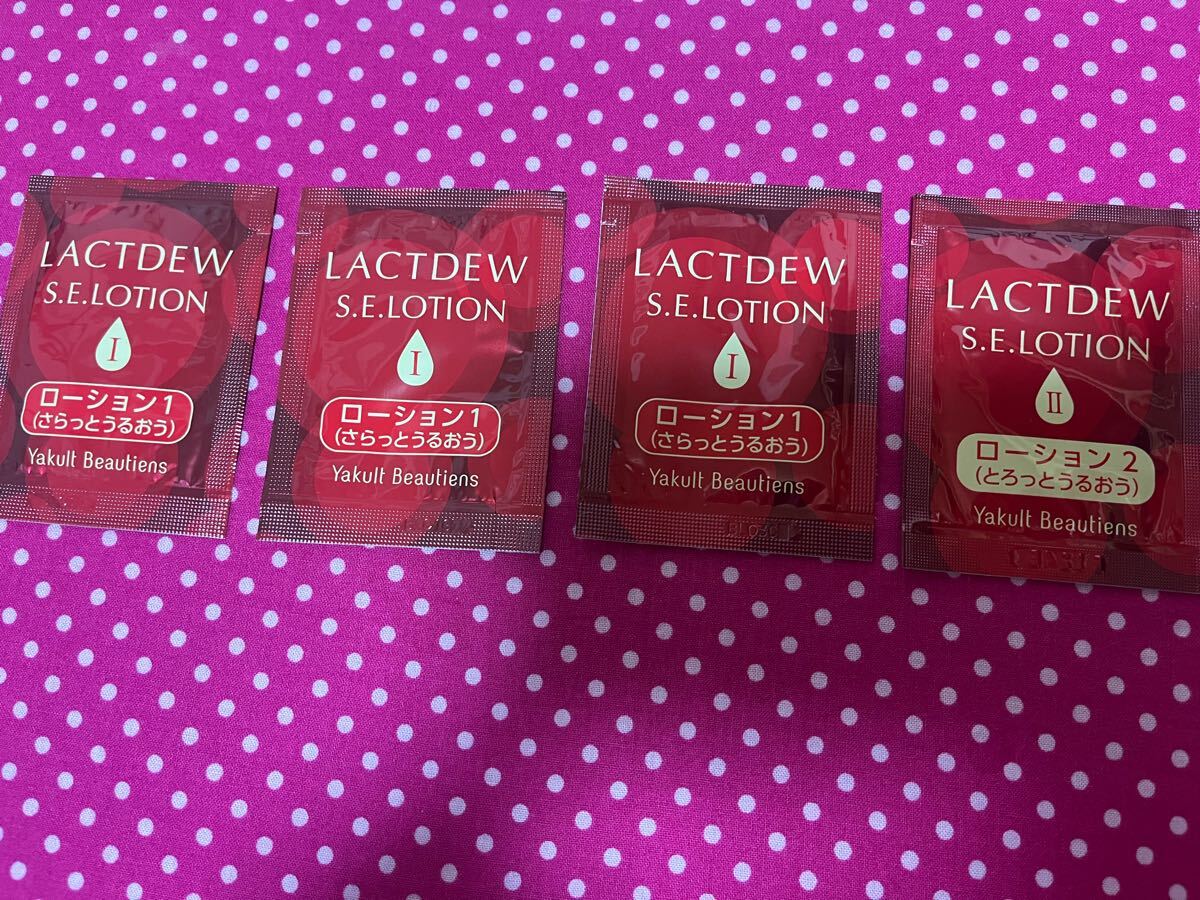 LACTDEW
S.E.LOTION
I
ローション1
(さらっとうるおう)
Yakult Beautiens
LACTDEW
S.E.LOTION
I
ローション1
(さらっとうるおう)
Yakult Beautiens
LACTDEW
S.E.LOTION
I
ローション1
(さらっとうるおう)
Yakult Beautiens
LACTDEW
S.E.LOTION
II
ローション2
(とろっとうるおう)
Yakult Beautiens